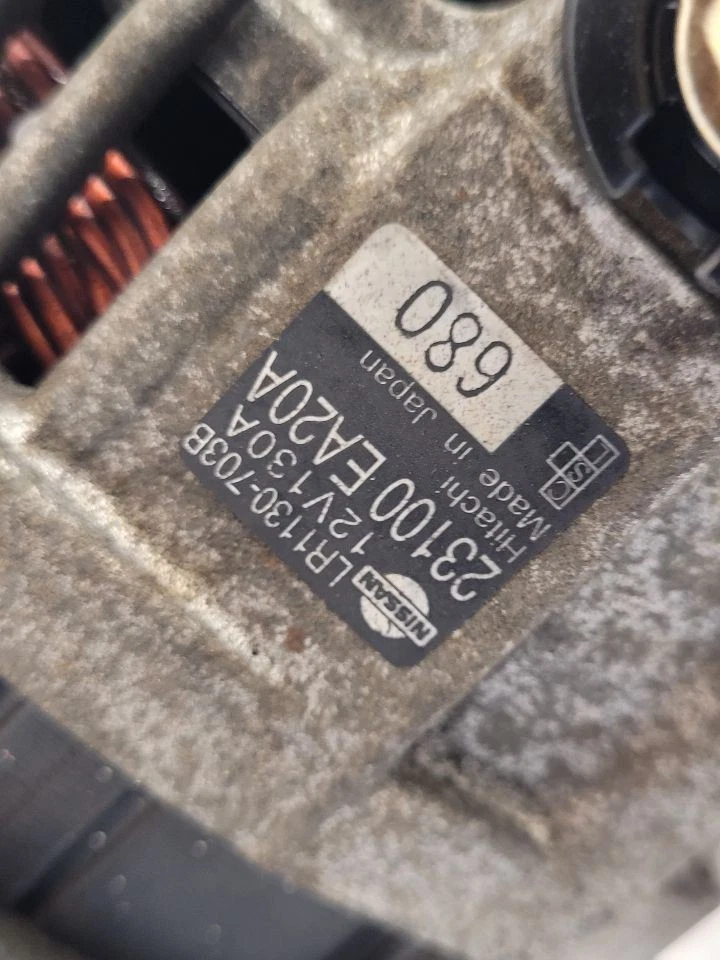 NISSAN
LR1130-703B
12V130A
23100 EA20A
Hitachi
Made in Japan
680